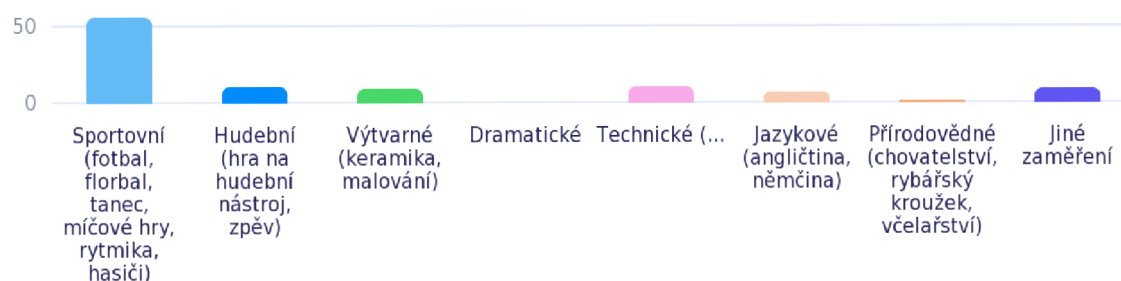 50
0
Sportovní
(fotbal,
florbal,
tanec,
míčové hry,
rytmika,
hasiči)
Hudební
(hra na
hudební
nástroj,
zpěv)
Výtvarné
(keramika,
malování)
Dramatické
Technické (...
Jazykové
(angličtina,
němčina)
Přírodovědné
(chovatelství,
rybářský
kroužek,
včelařství)
Jiné
zaměření